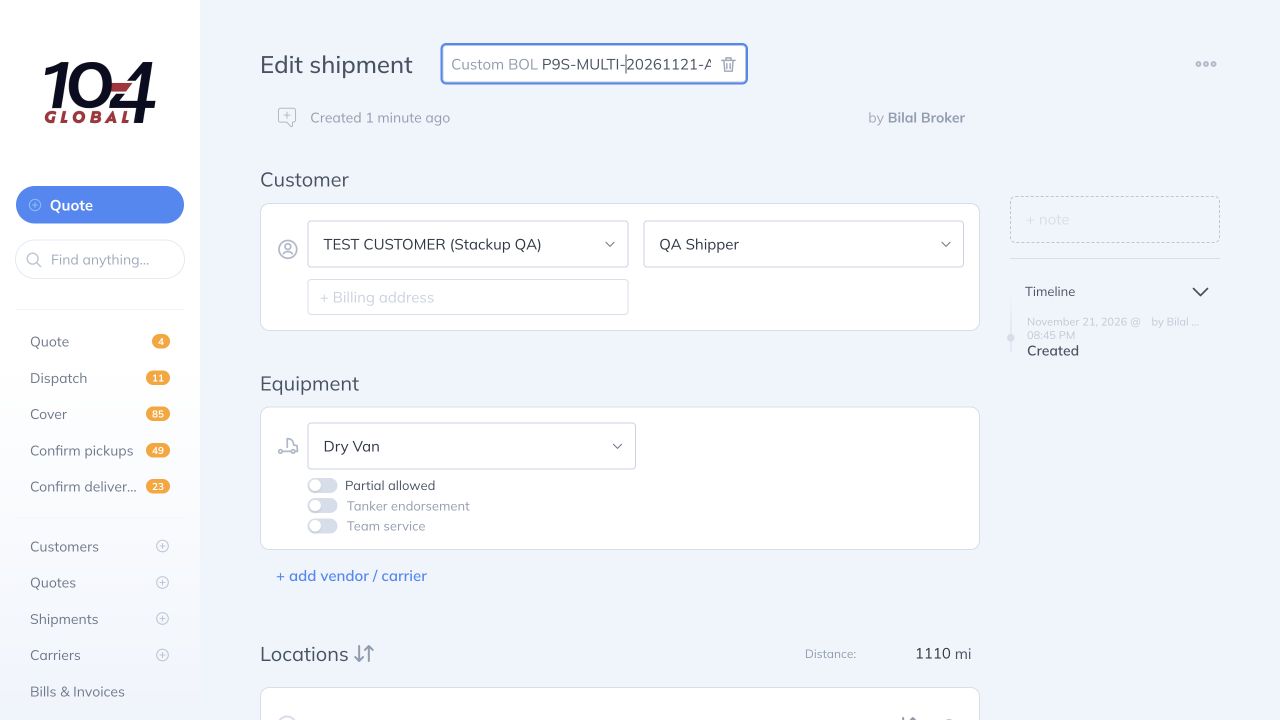 104
GLOBAL
Quote
Find anything...
Quote 4
Dispatch 11
Cover 85
Confirm pickups 49
Confirm deliver... 23
Customers
Quotes
Shipments
Carriers
Bills & Invoices
Edit shipment
Custom BOL P9S-MULTI-20261121-A
Created 1 minute ago
by Bilal Broker
Customer
TEST CUSTOMER (Stackup QA)
QA Shipper
+ Billing address
Equipment
Dry Van
Partial allowed
Tanker endorsement
Team service
+ add vendor / carrier
Locations
Distance: 1110 mi
+ note
Timeline
November 21, 2026 @ by Bilal ...
08:45 PM
Created